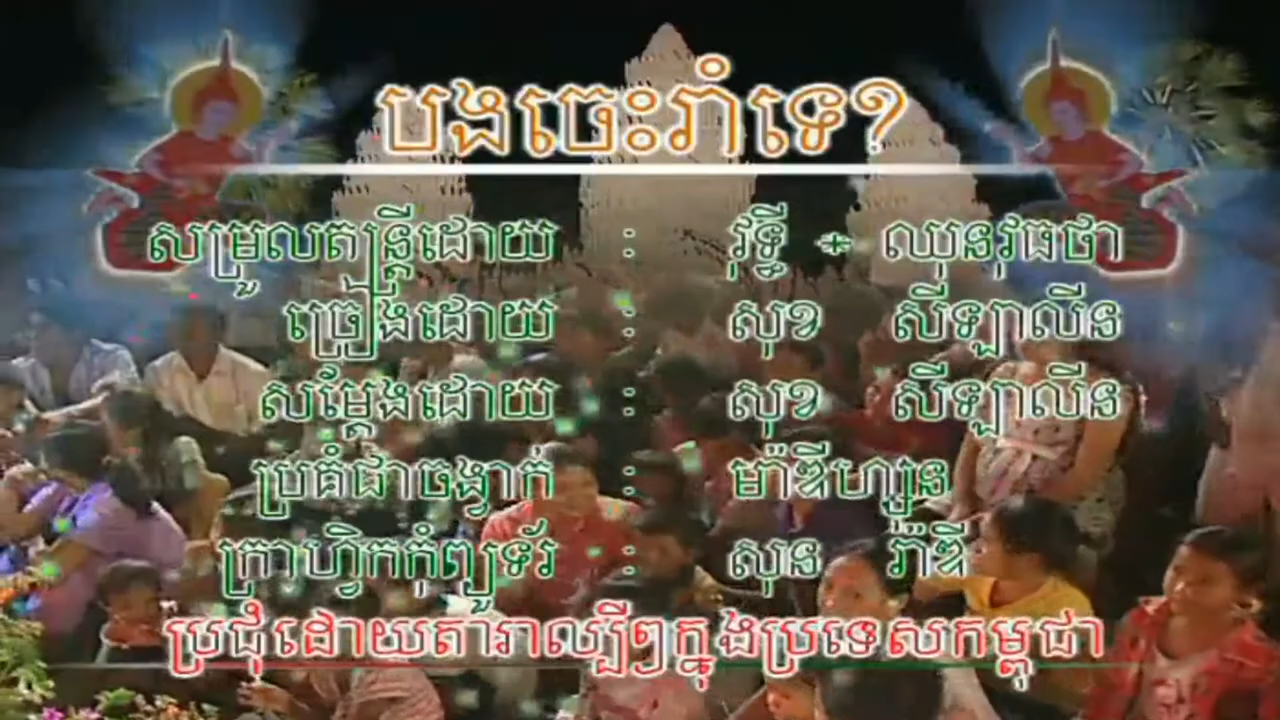 បងចេះរាំទេ?
សម្រួលតន្ត្រីដោយ : វុទ្ធី + ឈុនវុធថា
ច្រៀងដោយ : សុខ សីឡាលីន
សម្ដែងដោយ : សុខ សីឡាលីន
ប្រគំជាចង្វាក់ : ម៉ាឌីហ្សុន
ក្រាហ្វិកកុំព្យូទ័រ - : សុន រ៉ាឌី
ប្រជុំដោយតារាល្បីៗក្នុងប្រទេសកម្ពុជា